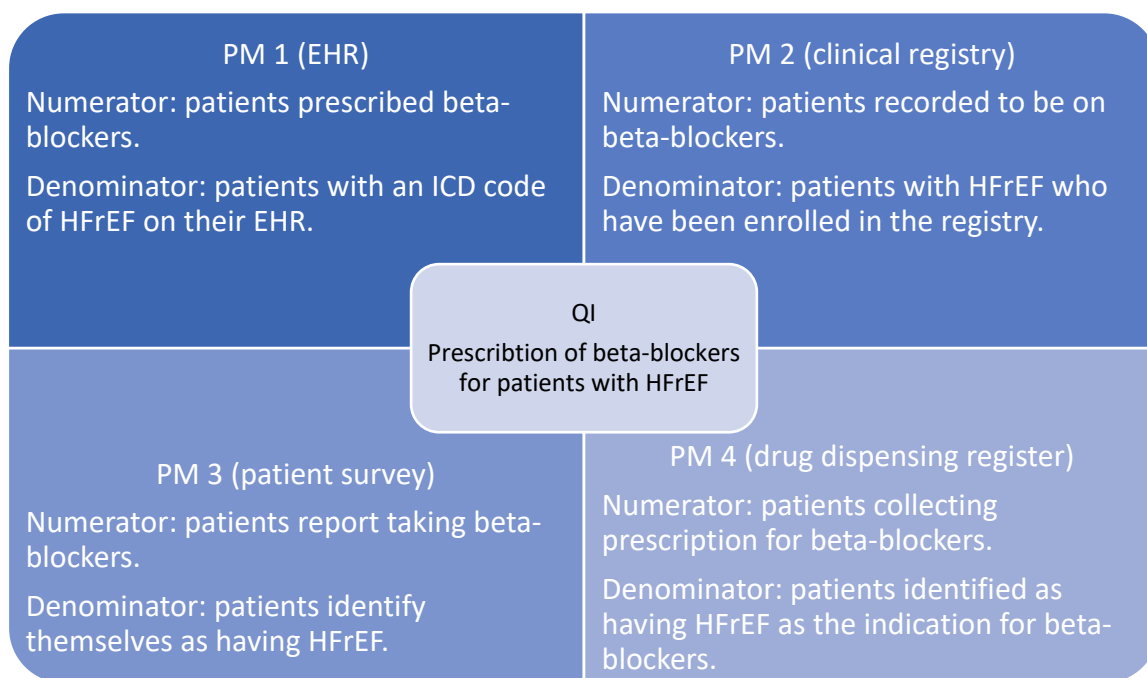 PM 1 (EHR)
Numerator: patients prescribed beta-
blockers.
Denominator: patients with an ICD code
of HFrEF on their EHR.
PM 2 (clinical registry)
Numerator: patients recorded to be on
beta-blockers.
Denominator: patients with HFrEF who
have been enrolled in the registry.
QI
Prescribtion of beta-blockers
for patients with HFrEF
PM 3 (patient survey)
Numerator: patients report taking beta-
blockers.
Denominator: patients identify
themselves as having HFrEF.
PM 4 (drug dispensing register)
Numerator: patients collecting
prescription for beta-blockers.
Denominator: patients identified as
having HFrEF as the indication for beta-
blockers.